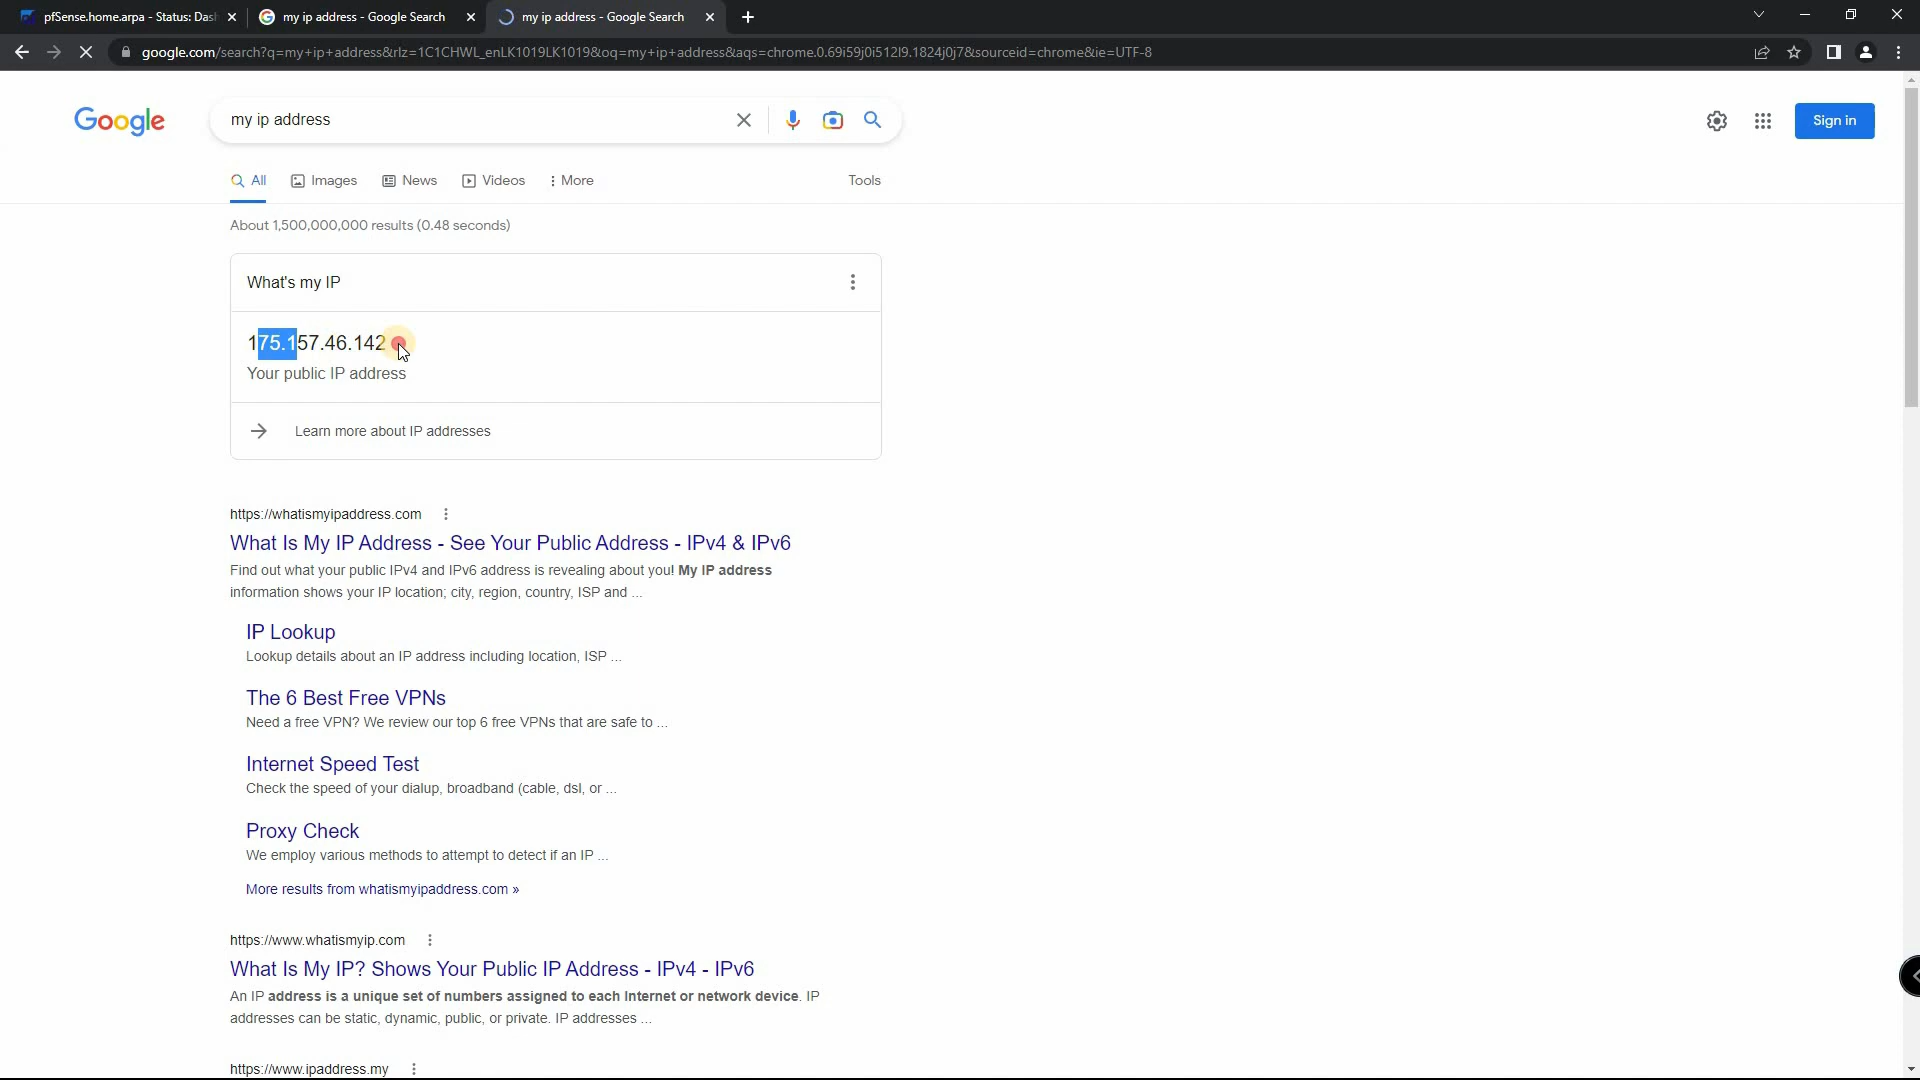 pfSense.home.arpa - Status: Dash
my ip address - Google Search
my ip address - Google Search
google.com/search?q=my+ip+address&rlz=1C1CHWL_enLK1019LK1019&oq=my+ip+address&aqs=chrome.0.69i59j0i512l9.1824j0j7&sourceid=chrome&ie=UTF-8
Google
my ip address
Sign in
All
Images
News
Videos
More
Tools
About 1,500,000,000 results (0.48 seconds)
What's my IP
175.157.46.142
Your public IP address
Learn more about IP addresses
https://whatismyipaddress.com
What Is My IP Address - See Your Public Address - IPv4 & IPv6
Find out what your public IPv4 and IPv6 address is revealing about you! My IP address
information shows your IP location; city, region, country, ISP and ...
IP Lookup
Lookup details about an IP address including location, ISP ...
The 6 Best Free VPNs
Need a free VPN? We review our top 6 free VPNs that are safe to ...
Internet Speed Test
Check the speed of your dialup, broadband (cable, dsl, or ...
Proxy Check
We employ various methods to attempt to detect if an IP ...
More results from whatismyipaddress.com »
https://www.whatismyip.com
What Is My IP? Shows Your Public IP Address - IPv4 - IPv6
An IP address is a unique set of numbers assigned to each Internet or network device. IP
addresses can be static, dynamic, public, or private. IP addresses ...
https://www.ipaddress.my